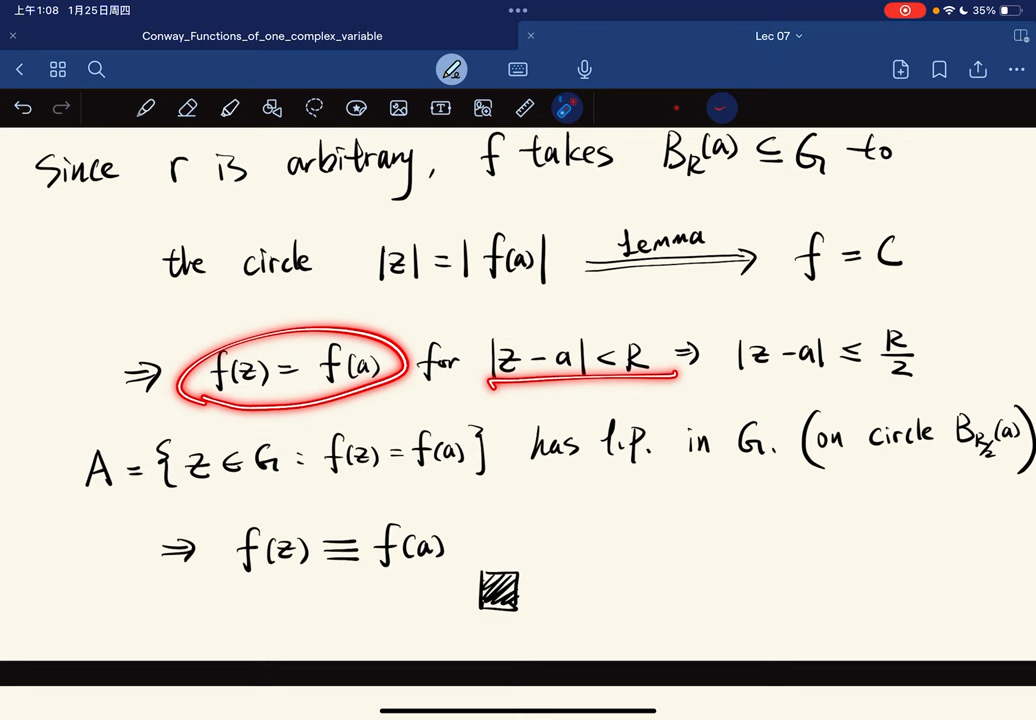 上午1:08 1月25日周四
35%
Conway_Functions_of_one_complex_variable
Lec 07
Since r is arbitrary, f takes B_R(a) ⊆ G to
the circle |z| = |f(a)| ⟹ (Lemma) f = C
⇒ f(z) = f(a) for |z - a| < R ⇒ |z - a| ≤ R/2
A = {z ∈ G : f(z) = f(a)} has l.p. in G. (on circle B_{R/2}(a))
⇒ f(z) ≡ f(a)